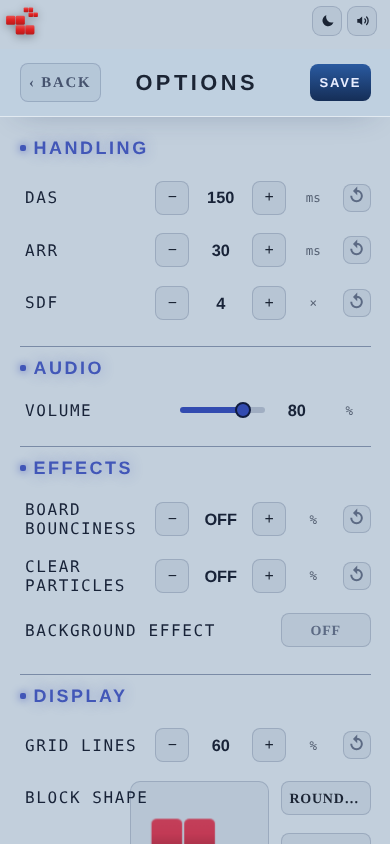 ‹ BACK
OPTIONS
SAVE
HANDLING
DAS − 150 + ms
ARR − 30 + ms
SDF − 4 + ×
AUDIO
VOLUME 80 %
EFFECTS
BOARD
BOUNCINESS − OFF + %
CLEAR
PARTICLES − OFF + %
BACKGROUND EFFECT OFF
DISPLAY
GRID LINES − 60 + %
BLOCK SHAPE ROUND...